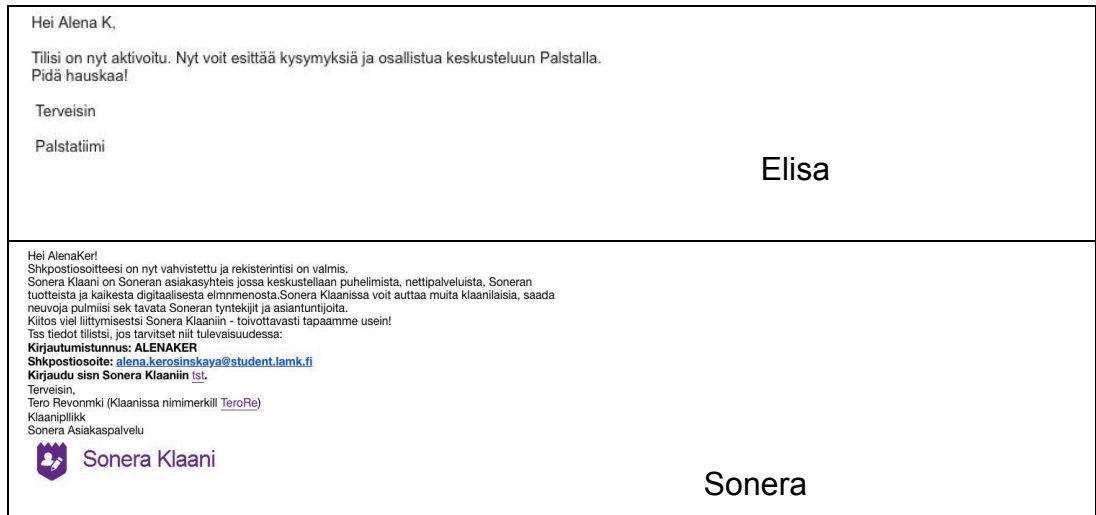 Hei Alena K,
Tilisi on nyt aktivoitu. Nyt voit esittää kysymyksiä ja osallistua keskusteluun Palstalla.
Pidä hauskaa!
Terveisin
Palstatiimi
Elisa
Hei AlenaKer!
Shkpostiosoitteesi on nyt vahvistettu ja rekisterintisi on valmis.
Sonera Klaani on Soneran asiakasyhteis jossa keskustellaan puhelimista, nettipalveluista, Soneran
tuotteista ja kaikesta digitaalisesta elmnmenosta.Sonera Klaanissa voit auttaa muita klaanilaisia, saada
neuvoja pulmiisi sek tavata Soneran tyntekijit ja asiantuntijoita.
Kiitos viel liittymisestsi Sonera Klaaniin - toivottavasti tapaamme usein!
Tss tiedot tilistsi, jos tarvitset niit tulevaisuudessa:
Kirjautumistunnus: ALENAKER
Shkpostiosoite: alena.kerosinskaya@student.lamk.fi
Kirjaudu sisn Sonera Klaaniin tst.
Terveisin,
Tero Revonmki (Klaanissa nimimerkill TeroRe)
Klaanipllikk
Sonera Asiakaspalvelu
Sonera Klaani
Sonera